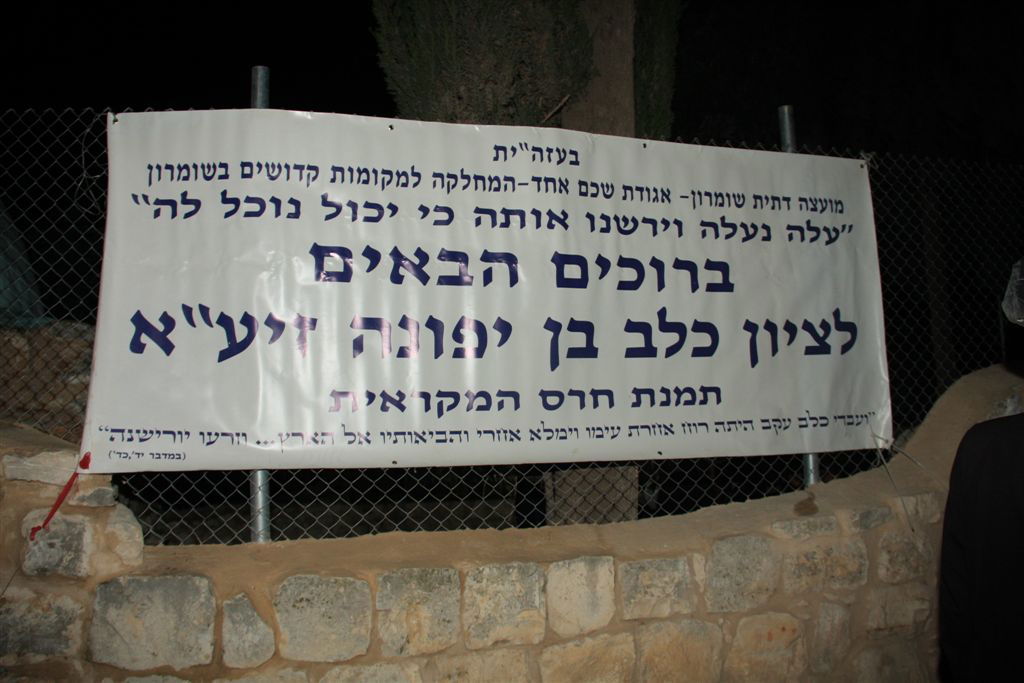 בעזה"ית
מועצה דתית שומרון- אגודת שכם אחד-המחלקה למקומות קדושים בשומרון
"עלה נעלה וירשנו אותה כי יכול נוכל לה"
ברוכים הבאים
לציון כלב בן יפונה זיע"א
תמנת חרס המקראית
"ועבדי כלב עקב היתה רוח אחרת עימו וימלא אחרי והביאותיו אל הארץ... וזרעו יורישנה"
(במדבר יד',כד')